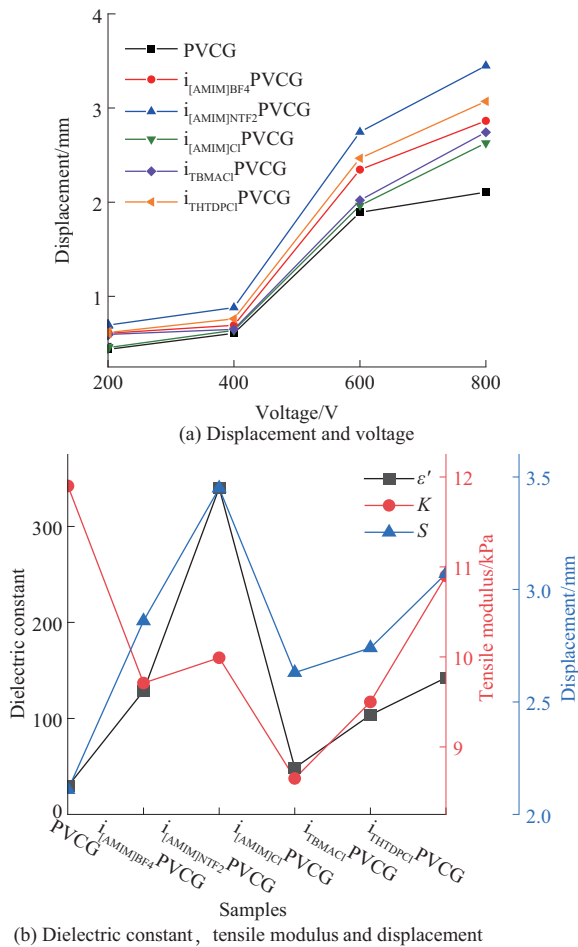 4
3
2
1
Displacement/mm
PVCG
i[AMIM]BF4PVCG
i[AMIM]NTF2PVCG
i[AMIM]ClPVCG
iTBMAClPVCG
iTHTDPClPVCG
200 400 600 800
Voltage/V
(a) Displacement and voltage
300
200
100
0
Dielectric constant
ε′
K
S
12
11
10
9
Tensile modulus/kPa
3.5
3.0
2.5
2.0
Displacement/mm
PVCG
i[AMIM]BF4PVCG
i[AMIM]NTF2PVCG
i[AMIM]ClPVCG
iTBMAClPVCG
iTHTDPClPVCG
Samples
(b) Dielectric constant，tensile modulus and displacement